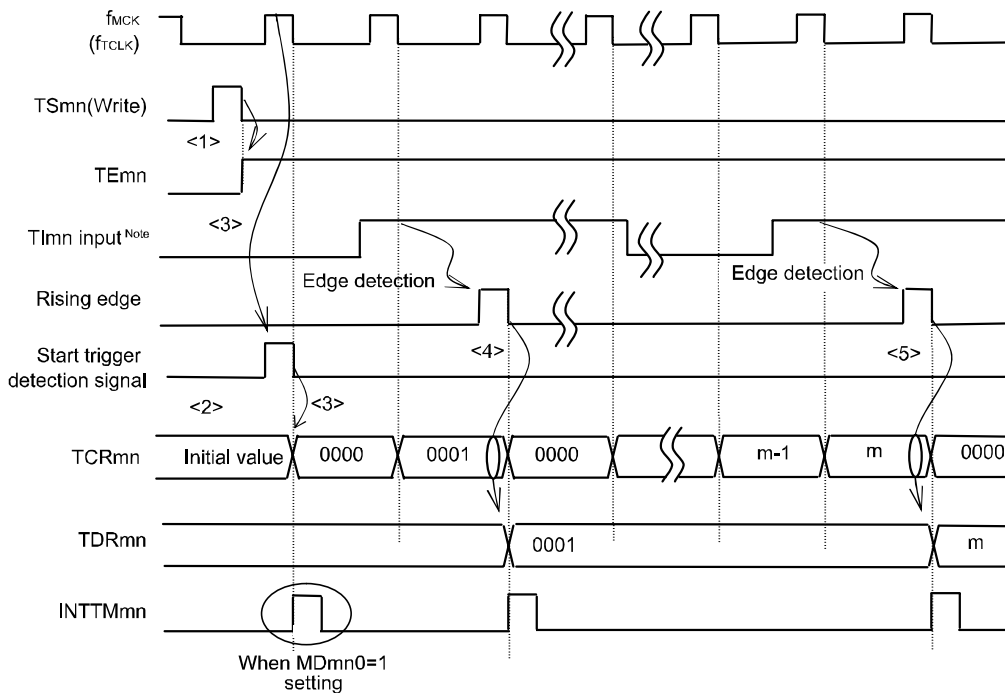 fMCK
(fTCLK)
TSmn(Write)
<1>
TEmn
<3>
TImn input Note
Edge detection
Edge detection
Rising edge
<4>
<5>
Start trigger
detection signal
<2>
<3>
TCRmn
Initial value
0000
0001
0000
m-1
m
0000
TDRmn
0001
m
INTTMmn
When MDmn0=1
setting